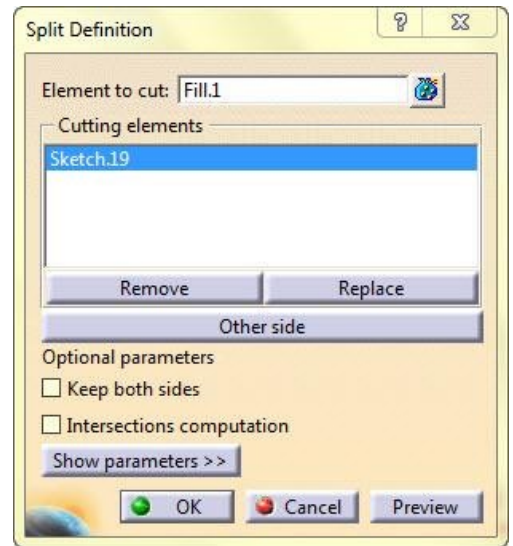 Split Definition
?
Element to cut: Fill.1
Cutting elements
Sketch.19
Remove Replace
Other side
Optional parameters
Keep both sides
Intersections computation
Show parameters >>
OK Cancel Preview